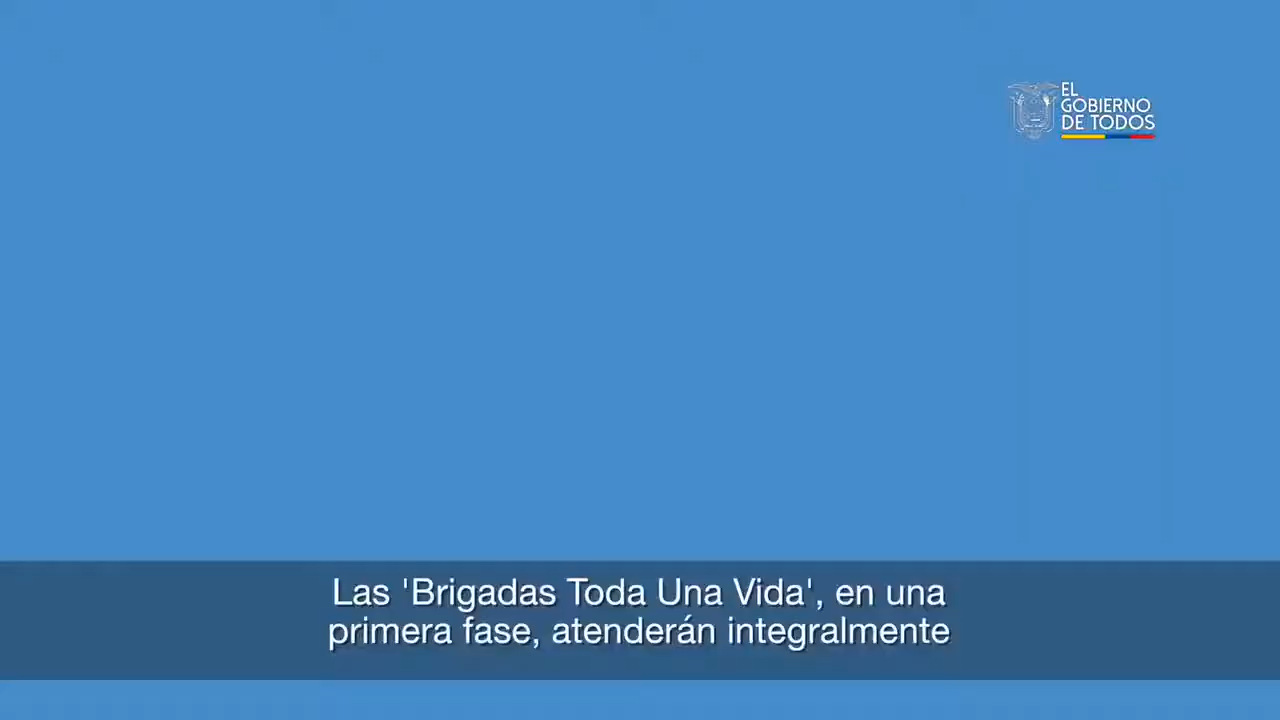 EL
GOBIERNO
DE TODOS
Las 'Brigadas Toda Una Vida', en una
primera fase, atenderán integralmente